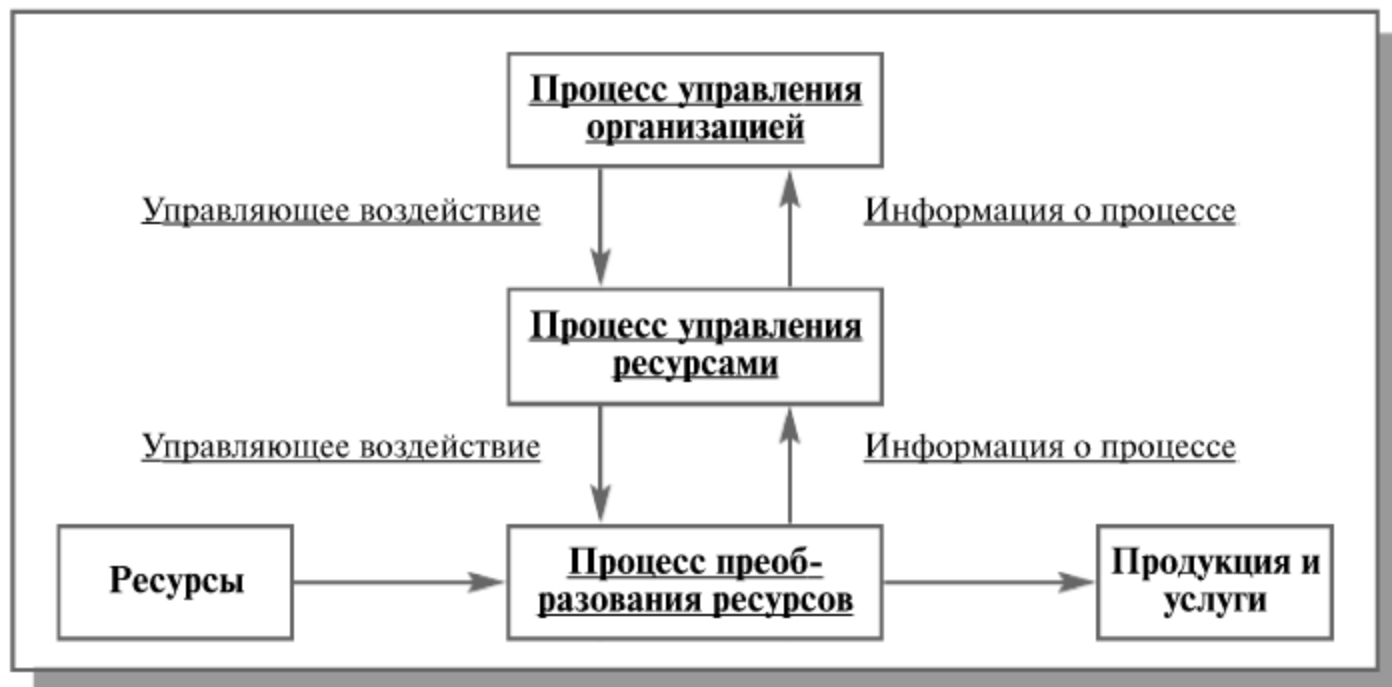 Процесс управления
организацией
Управляющее воздействие
Информация о процессе
Процесс управления
ресурсами
Управляющее воздействие
Информация о процессе
Ресурсы
Процесс преоб-
разования ресурсов
Продукция и
услуги